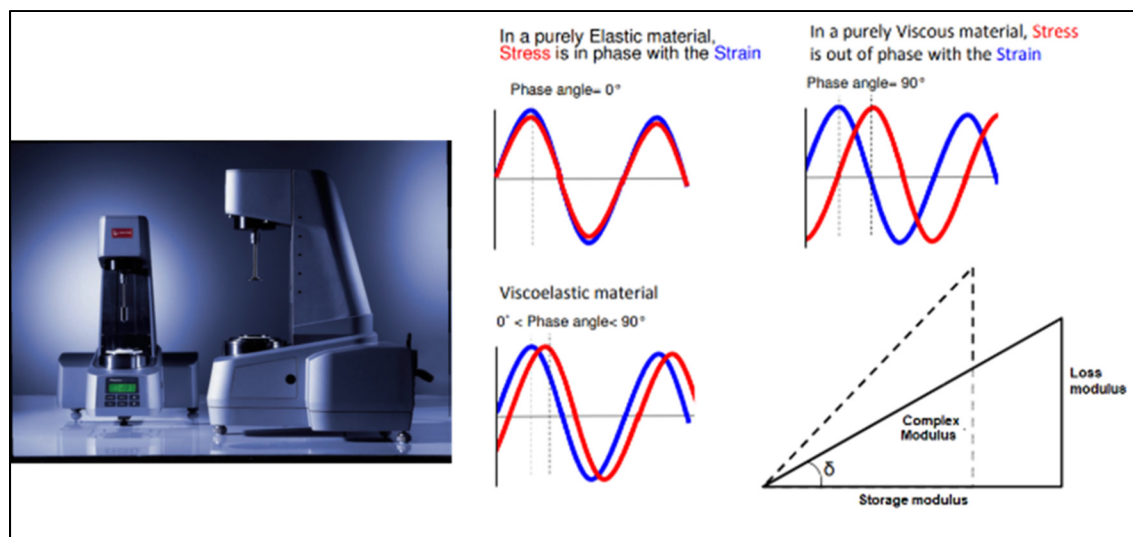 In a purely Elastic material,
Stress is in phase with the Strain
Phase angle= 0°
In a purely Viscous material, Stress
is out of phase with the Strain
Phase angle= 90°
Viscoelastic material
0° < Phase angle< 90°
Loss
modulus
Complex
Modulus
δ
Storage modulus